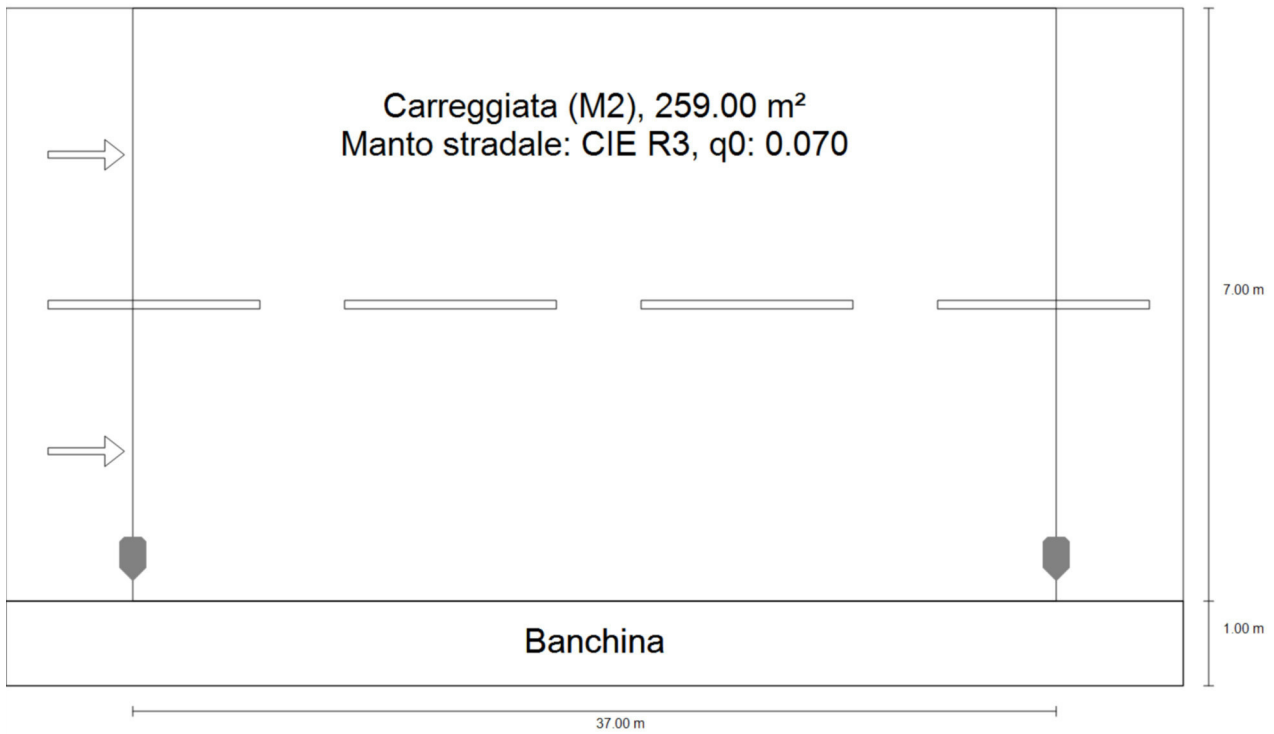 Carreggiata (M2), 259.00 m²
Manto stradale: CIE R3, q0: 0.070
7.00 m
Banchina
1.00 m
37.00 m